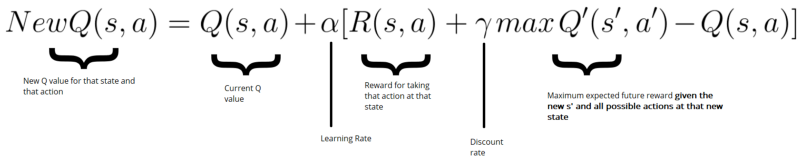 NewQ(s,a) = Q(s,a)+α[R(s,a) + γmaxQ'(s',a')−Q(s,a)]
New Q value for that state and
that action
Current Q
value
Reward for taking
that action at that
state
Maximum expected future reward given the
new s' and all possible actions at that new
state
Learning Rate
Discount
rate